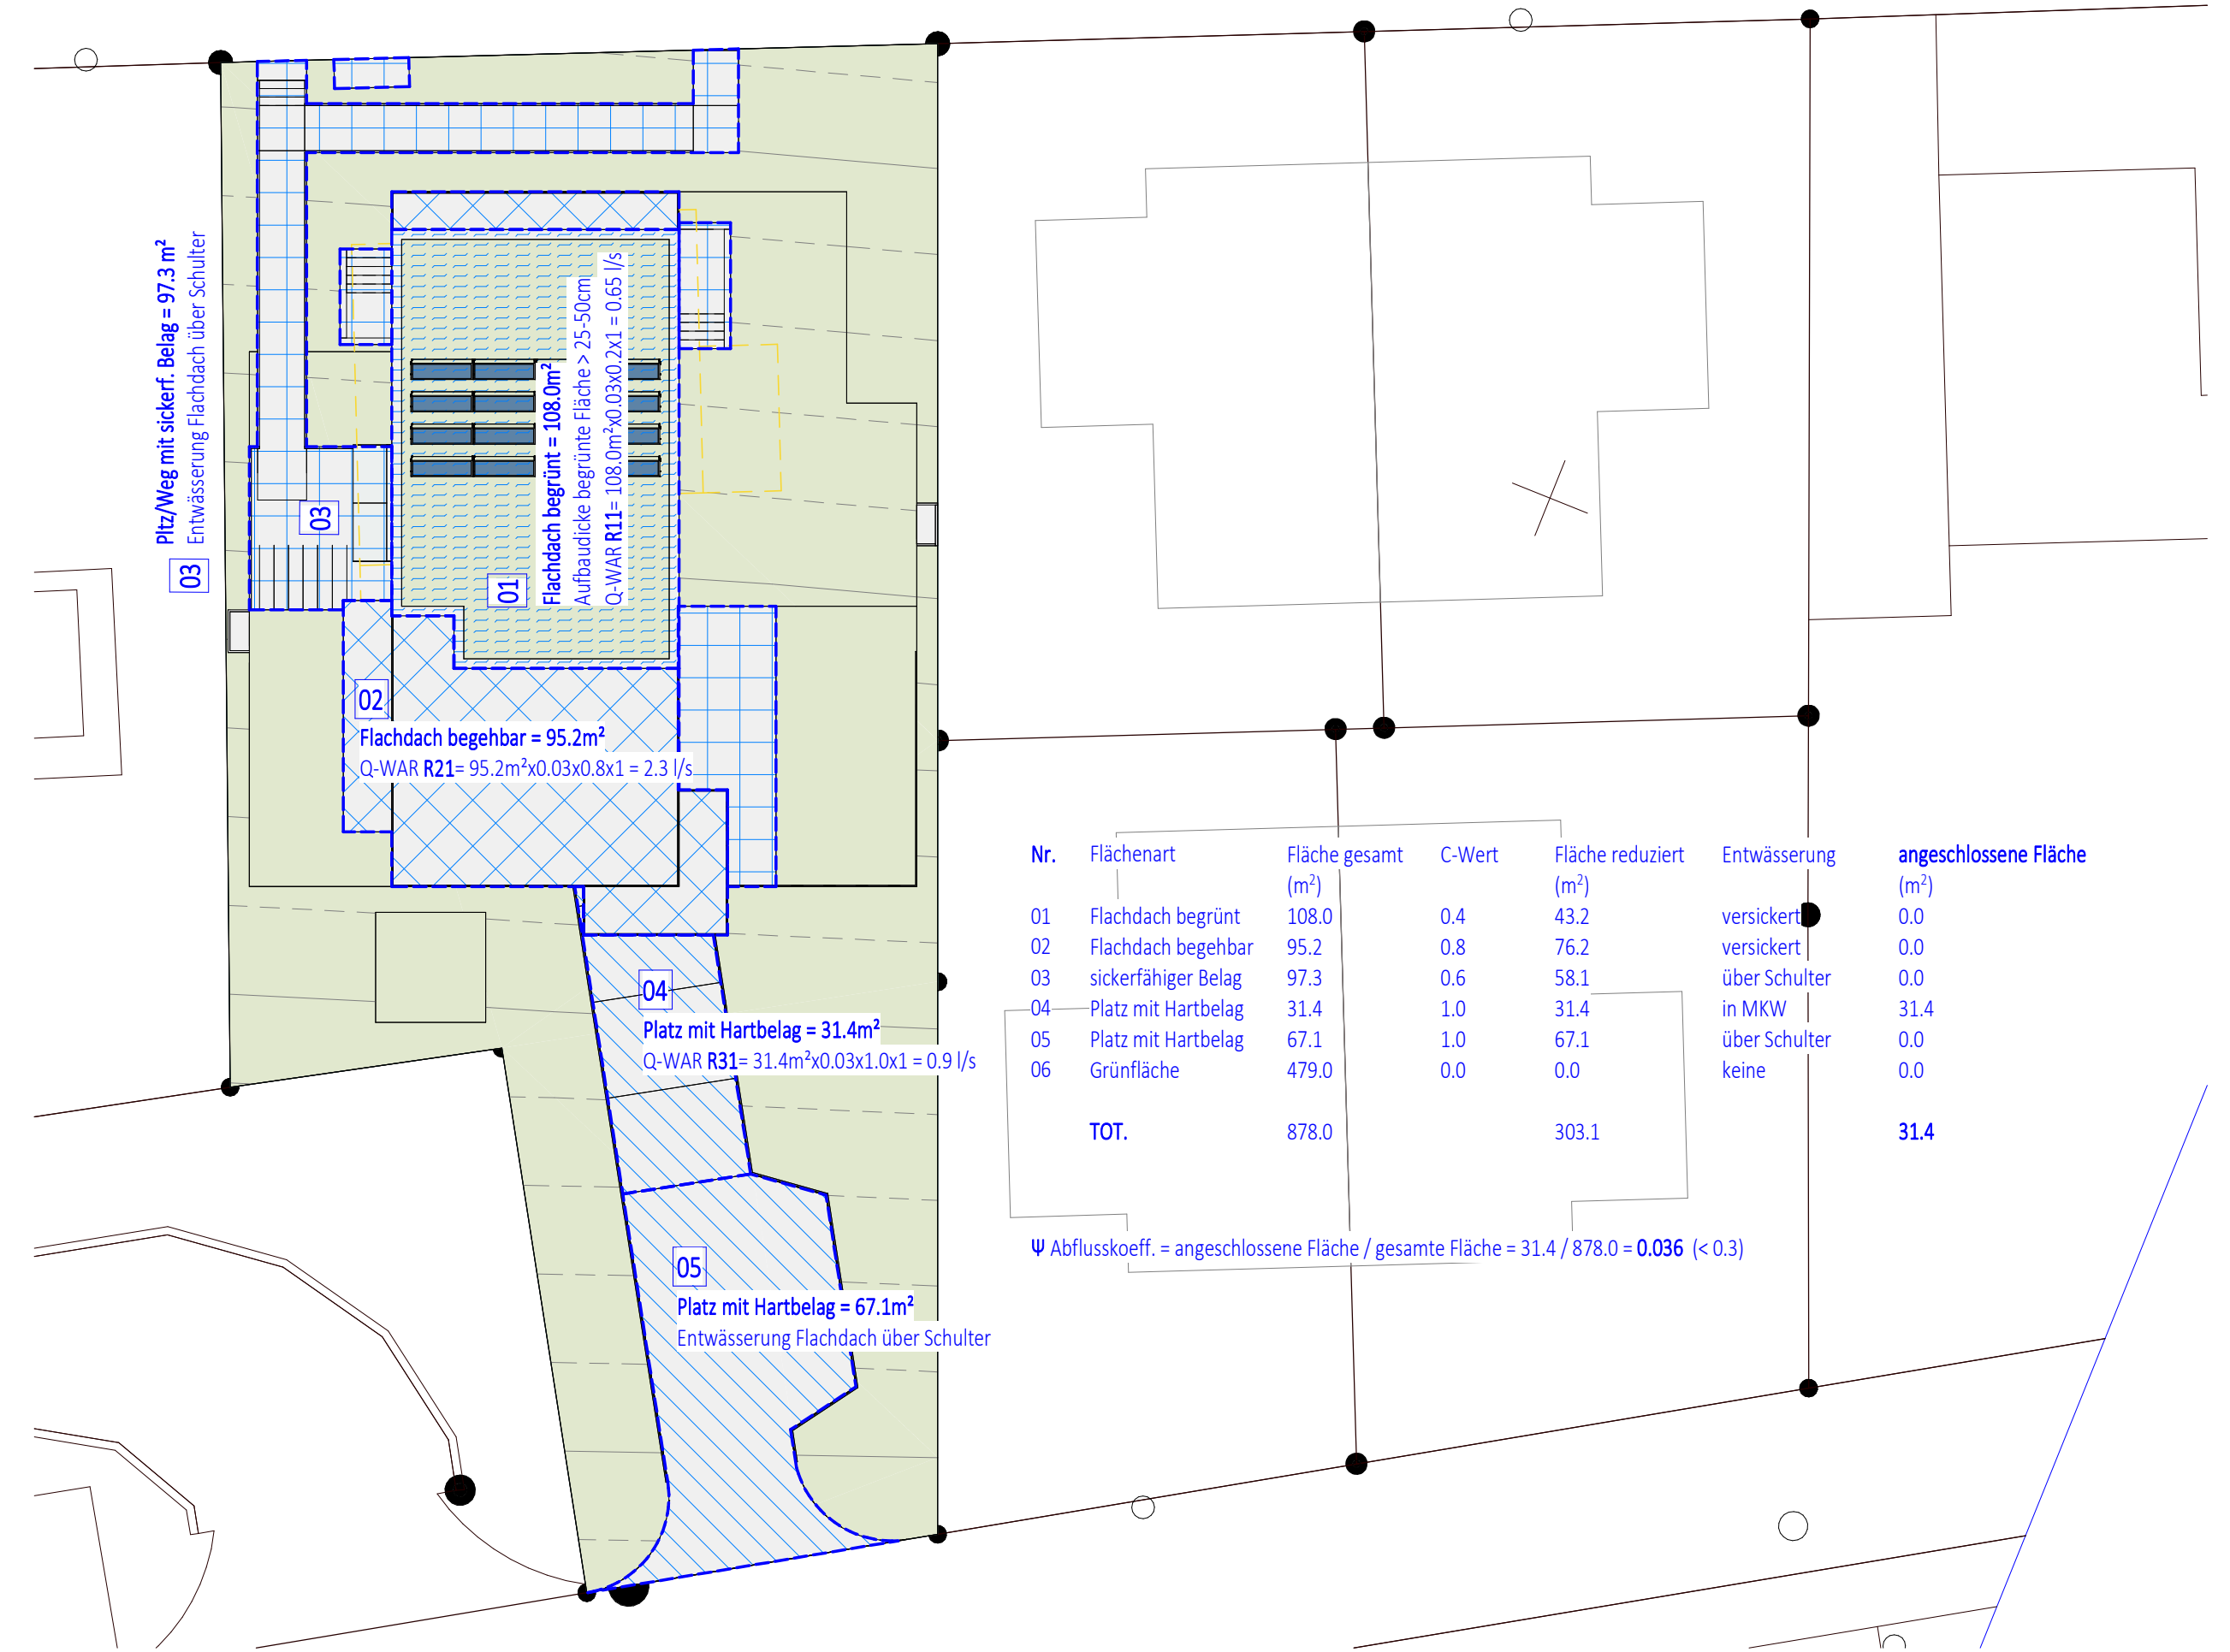 Pltz/Weg mit sickerf. Belag = 97.3 m²
03 Entwässerung Flachdach über Schulter
03
01
Flachdach begrünt = 108.0m²
Aufbaudicke begrünte Fläche > 25-50cm
Q-WAR R11= 108.0m²x0.03x0.2x1 = 0.65 l/s
02
Flachdach begehbar = 95.2m²
Q-WAR R21= 95.2m²x0.03x0.8x1 = 2.3 l/s
04
Platz mit Hartbelag = 31.4m²
Q-WAR R31= 31.4m²x0.03x1.0x1 = 0.9 l/s
05
Platz mit Hartbelag = 67.1m²
Entwässerung Flachdach über Schulter
Nr. Flächenart Fläche gesamt C-Wert Fläche reduziert Entwässerung angeschlossene Fläche
(m²) (m²) (m²)
01 Flachdach begrünt 108.0 0.4 43.2 versickert 0.0
02 Flachdach begehbar 95.2 0.8 76.2 versickert 0.0
03 sickerfähiger Belag 97.3 0.6 58.1 über Schulter 0.0
04 Platz mit Hartbelag 31.4 1.0 31.4 in MKW 31.4
05 Platz mit Hartbelag 67.1 1.0 67.1 über Schulter 0.0
06 Grünfläche 479.0 0.0 0.0 keine 0.0
TOT. 878.0 303.1 31.4
Ψ Abflusskoeff. = angeschlossene Fläche / gesamte Fläche = 31.4 / 878.0 = 0.036 (< 0.3)